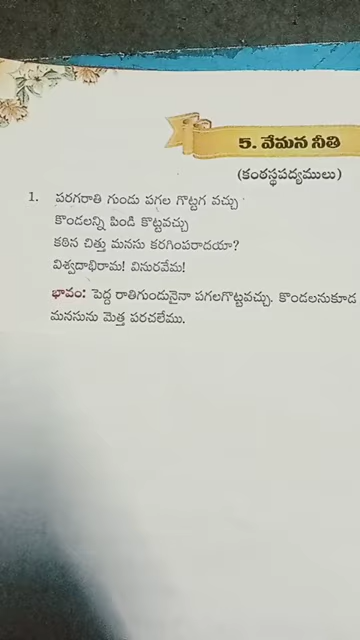 5. వేమన నీతి
(కంఠస్థపద్యములు)
1. పరగరాతి గుండు పగల గొట్టగ వచ్చు
కొండలన్ని పిండి కొట్టవచ్చు
కఠిన చిత్తు మనసు కరగింపరాదయా?
విశ్వదాభిరామ! వినురవేమ!
భావం: పెద్ద రాతిగుండునైనా పగలగొట్టవచ్చు. కొండలనుకూడ
మనసును మెత్త పరచలేము.